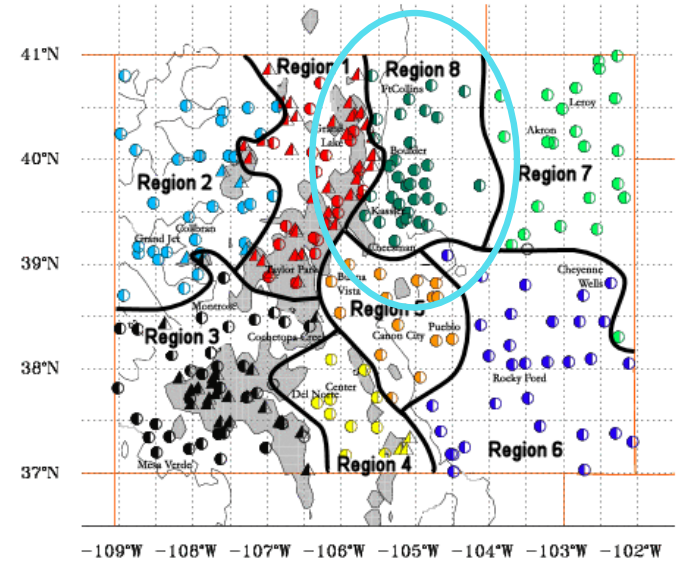 41°N
40°N
39°N
38°N
37°N
Region 1
Region 8
FtCollins
Leroy
Grand
Lake
Akron
Boulder
Region 7
Region 2
Kassler
Collbran
Grand Jct
Cheesman
Taylor Park
Buena
Vista
Cheyenne
Wells
Montrose
Region 5
Region 3
Cochetopa Creek
Canon City
Pueblo
Rocky Ford
Del Norte
Center
Region 6
Mesa Verde
Region 4
-109°W -108°W -107°W -106°W -105°W -104°W -103°W -102°W